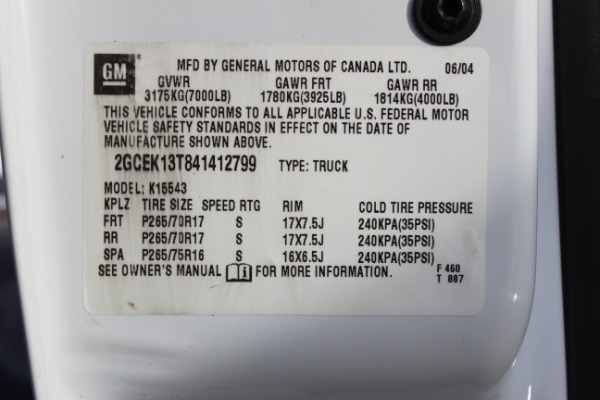 GM MFD BY GENERAL MOTORS OF CANADA LTD. 06/04
GVWR GAWR FRT GAWR RR
3175KG(7000LB) 1780KG(3925LB) 1814KG(4000LB)
THIS VEHICLE CONFORMS TO ALL APPLICABLE U.S. FEDERAL MOTOR
VEHICLE SAFETY STANDARDS IN EFFECT ON THE DATE OF
MANUFACTURE SHOWN ABOVE.
2GCEK13T841412799 TYPE: TRUCK
MODEL: K15543
KPLZ TIRE SIZE SPEED RTG RIM COLD TIRE PRESSURE
FRT P265/70R17 S 17X7.5J 240KPA(35PSI)
RR P265/70R17 S 17X7.5J 240KPA(35PSI)
SPA P265/75R16 S 16X6.5J 240KPA(35PSI)
SEE OWNER'S MANUAL FOR MORE INFORMATION.
F 460
T 887